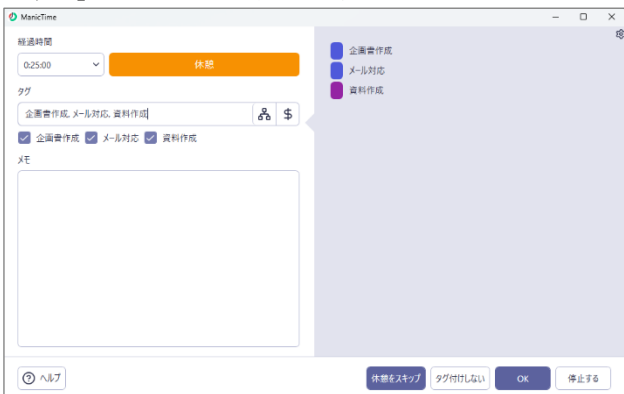 ManicTime
経過時間
0:25:00
休憩
タグ
企画書作成, メール対応, 資料作成
$
企画書作成 メール対応 資料作成
メモ
企画書作成
メール対応
資料作成
? ヘルプ
休憩をスキップ
タグ付けしない
OK
停止する